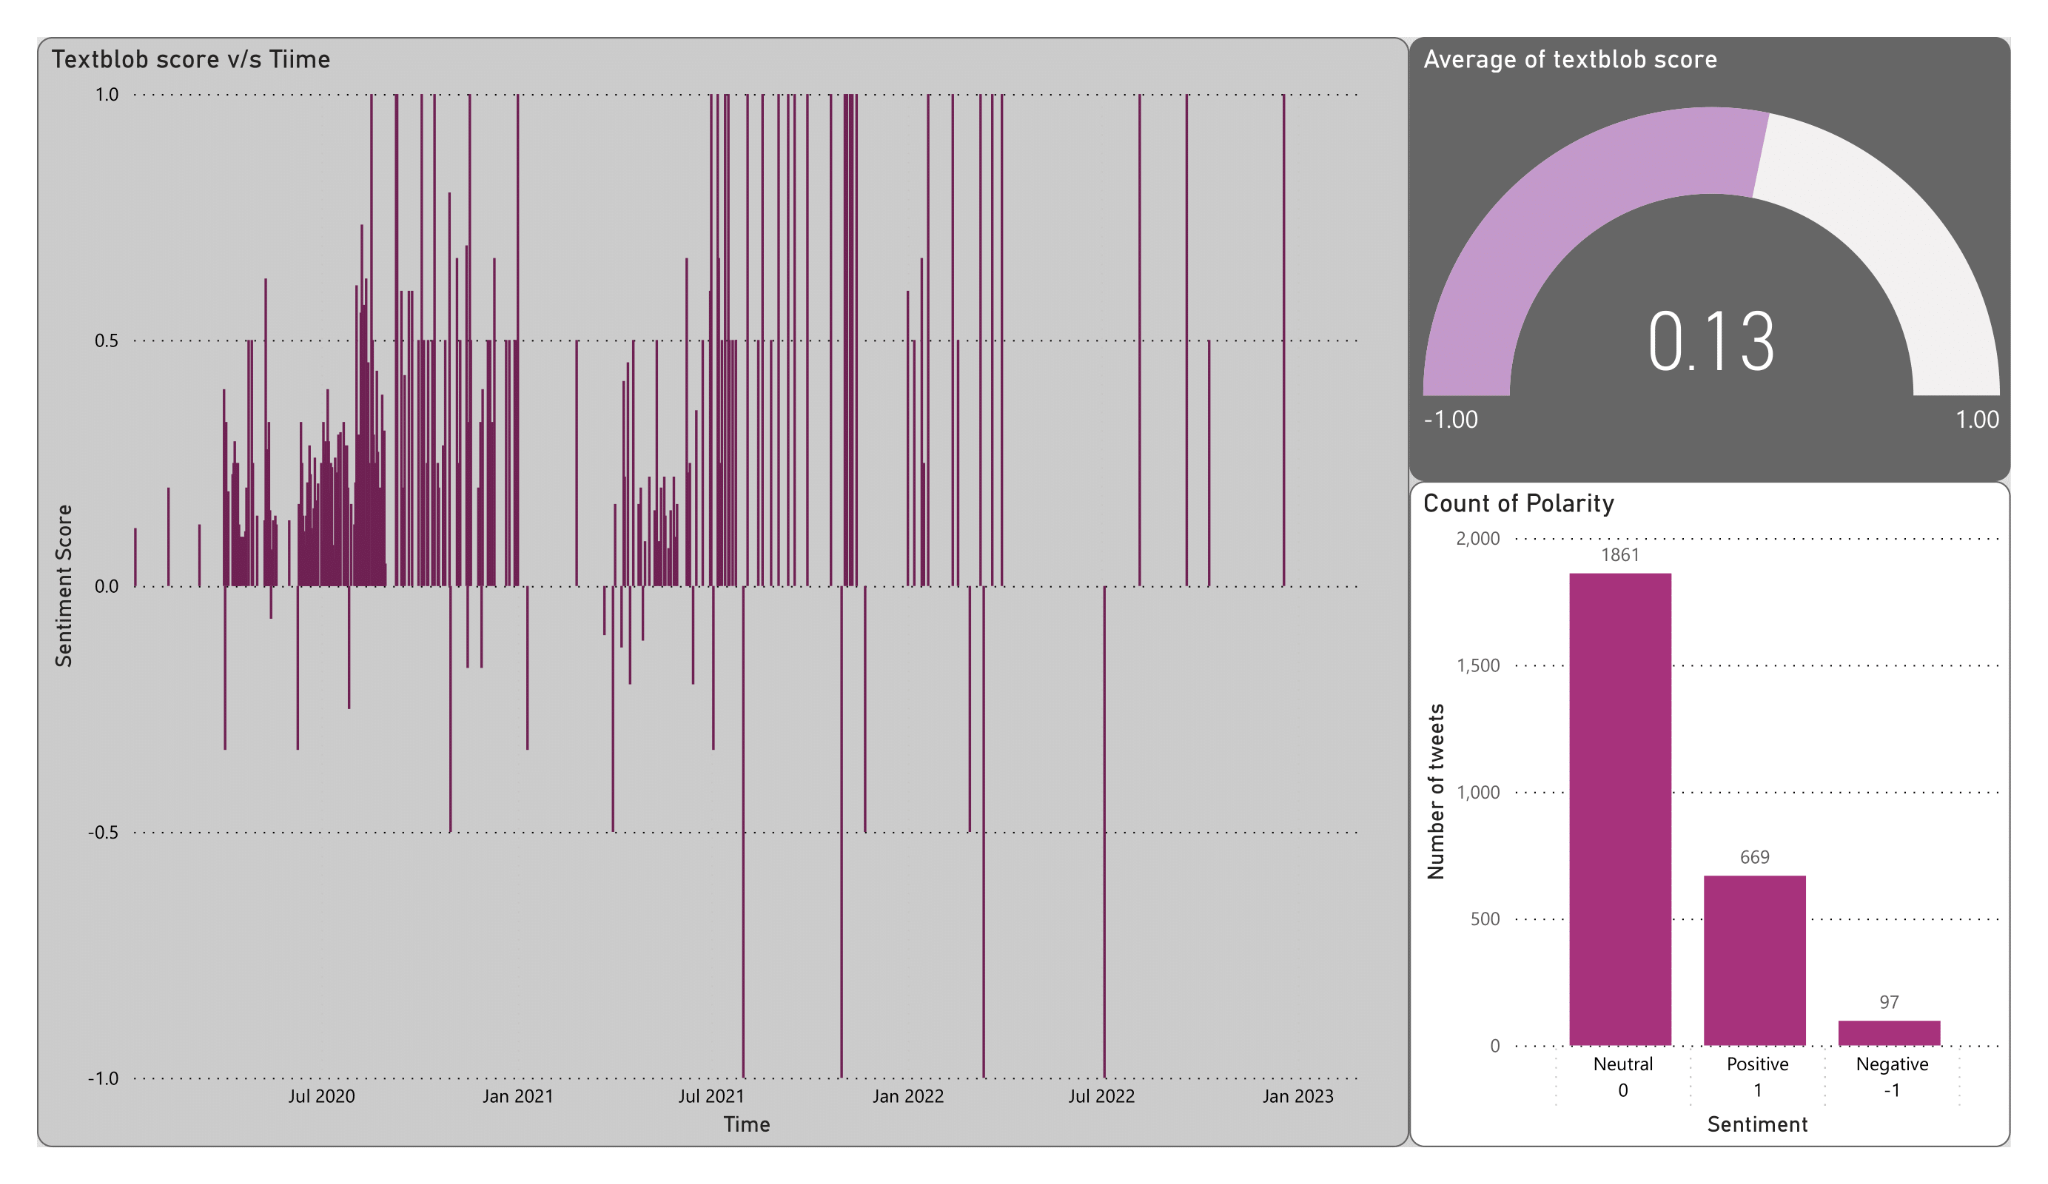 Textblob score v/s Tiime
1.0
0.5
0.0
-0.5
-1.0
Sentiment Score
Jul 2020
Jan 2021
Jul 2021
Jan 2022
Jul 2022
Jan 2023
Time
Average of textblob score
0.13
-1.00
1.00
Count of Polarity
2,000
1,500
1,000
500
0
Number of tweets
1861
669
97
Neutral
Positive
Negative
0
1
-1
Sentiment